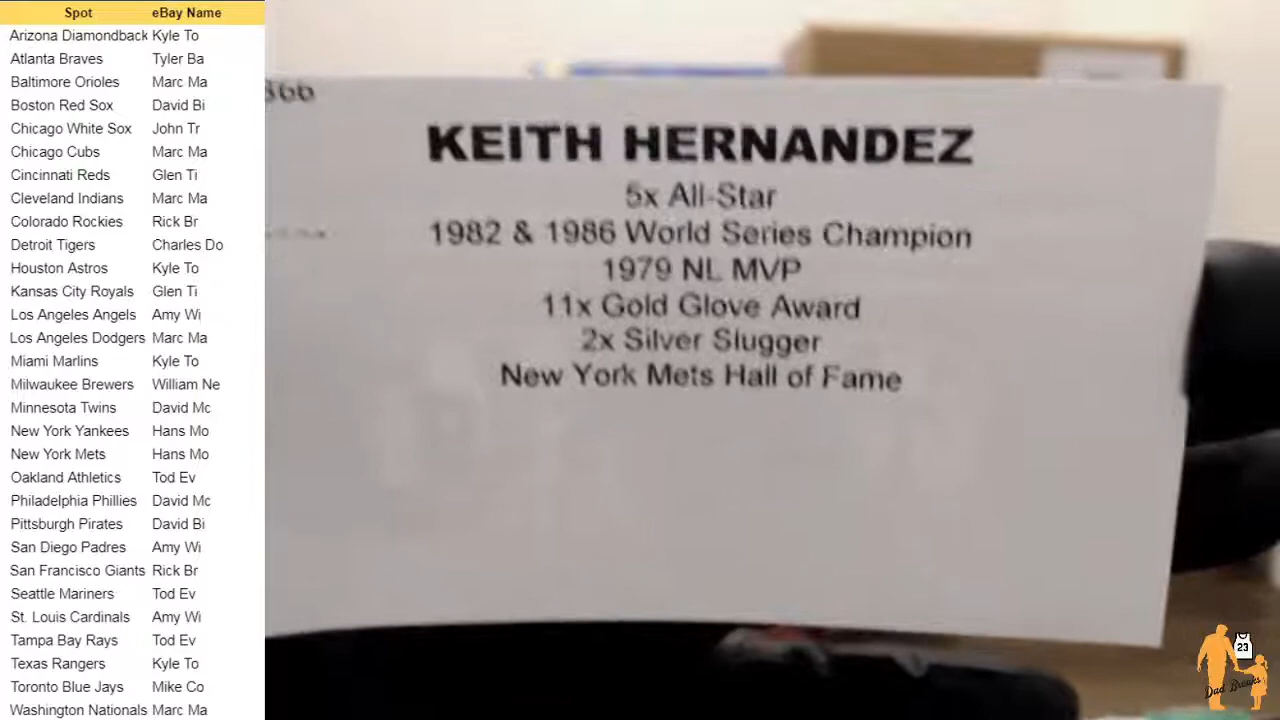 Spot eBay Name
Arizona Diamondback Kyle To
Atlanta Braves Tyler Ba
Baltimore Orioles Marc Ma
Boston Red Sox David Bi
Chicago White Sox John Tr
Chicago Cubs Marc Ma
Cincinnati Reds Glen Ti
Cleveland Indians Marc Ma
Colorado Rockies Rick Br
Detroit Tigers Charles Do
Houston Astros Kyle To
Kansas City Royals Glen Ti
Los Angeles Angels Amy Wi
Los Angeles Dodgers Marc Ma
Miami Marlins Kyle To
Milwaukee Brewers William Ne
Minnesota Twins David Mc
New York Yankees Hans Mo
New York Mets Hans Mo
Oakland Athletics Tod Ev
Philadelphia Phillies David Mc
Pittsburgh Pirates David Bi
San Diego Padres Amy Wi
San Francisco Giants Rick Br
Seattle Mariners Tod Ev
St. Louis Cardinals Amy Wi
Tampa Bay Rays Tod Ev
Texas Rangers Kyle To
Toronto Blue Jays Mike Co
Washington Nationals Marc Ma
KEITH HERNANDEZ
5x All-Star
1982 & 1986 World Series Champion
1979 NL MVP
11x Gold Glove Award
2x Silver Slugger
New York Mets Hall of Fame
23
Dad Breaks